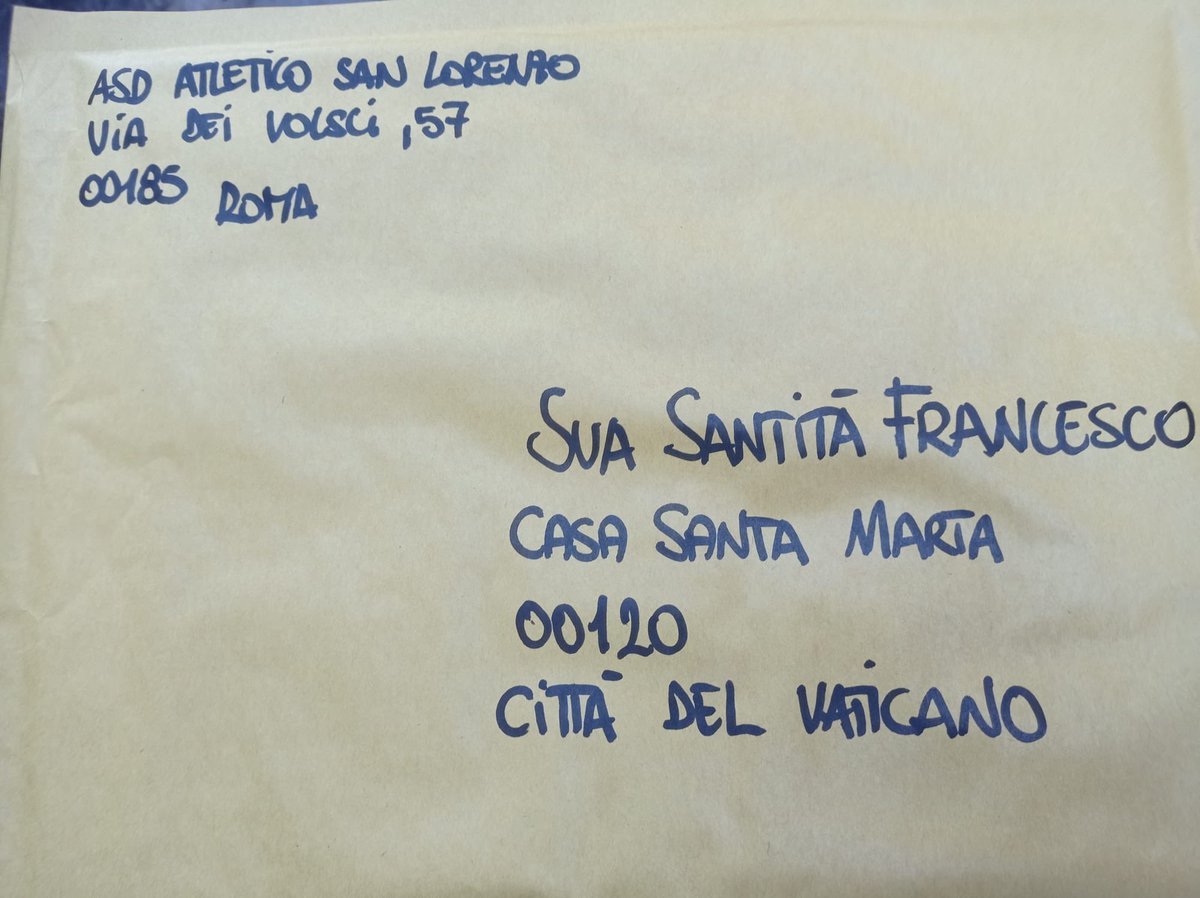 ASD ATLETICO SAN LORENZO
ViA DEi VOLSCi ,57
00185 ROMA
SUA SANTiTÀ FRANCESCO
CASA SANTA MARTA
00120
CiTTÀ DEL VATiCANO